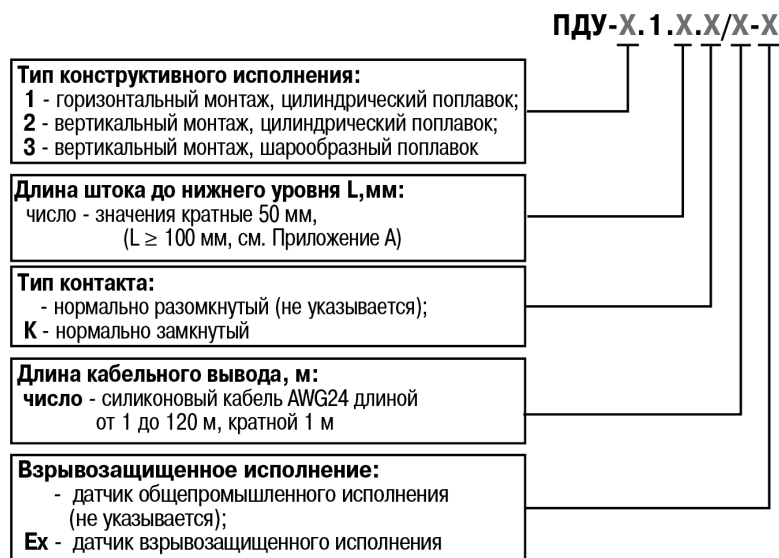 ПДУ-Х.1.Х.Х/Х-Х
Тип конструктивного исполнения:
1 - горизонтальный монтаж, цилиндрический поплавок;
2 - вертикальный монтаж, цилиндрический поплавок;
3 - вертикальный монтаж, шарообразный поплавок
Длина штока до нижнего уровня L,мм:
число - значения кратные 50 мм,
(L ≥ 100 мм, см. Приложение А)
Тип контакта:
- нормально разомкнутый (не указывается);
К - нормально замкнутый
Длина кабельного вывода, м:
число - силиконовый кабель AWG24 длиной
от 1 до 120 м, кратной 1 м
Взрывозащищенное исполнение:
- датчик общепромышленного исполнения
(не указывается);
Ex - датчик взрывозащищенного исполнения